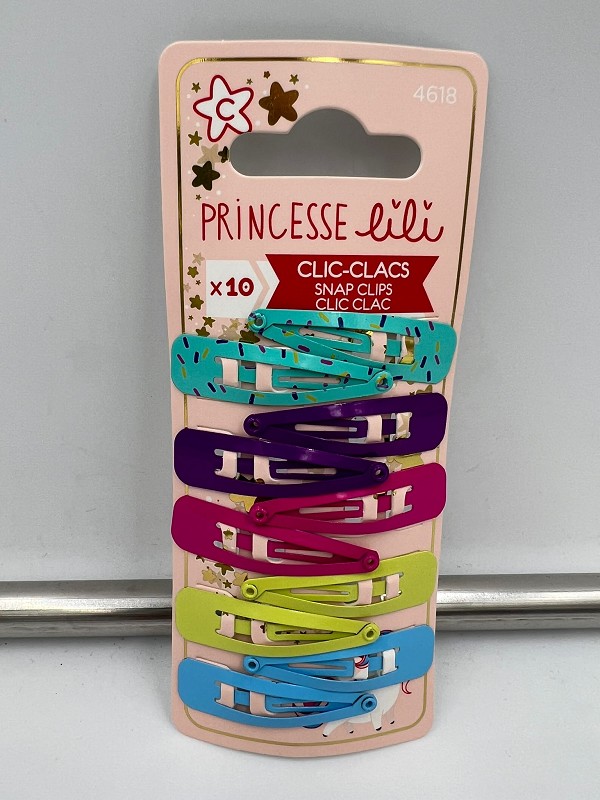 C
4618
PRINCESSE lili
x10
CLIC-CLACS
SNAP CLIPS
CLIC CLAC